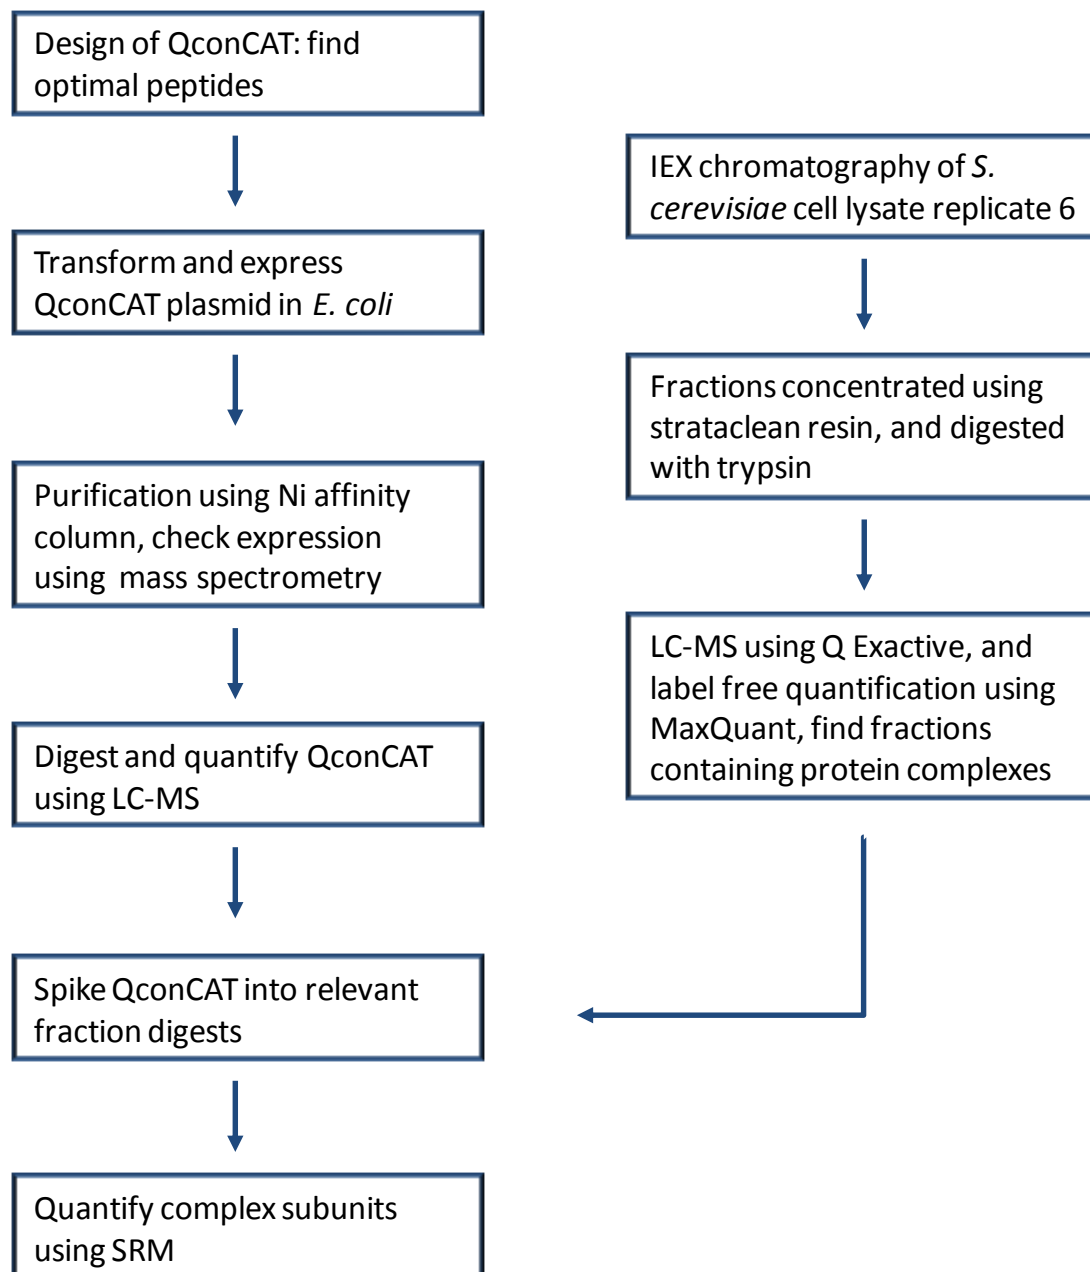 Design of QconCAT: find
optimal peptides
Transform and express
QconCAT plasmid in E. coli
Purification using Ni affinity
column, check expression
using mass spectrometry
Digest and quantify QconCAT
using LC-MS
Spike QconCAT into relevant
fraction digests
Quantify complex subunits
using SRM
IEX chromatography of S.
cerevisiae cell lysate replicate 6
Fractions concentrated using
strataclean resin, and digested
with trypsin
LC-MS using Q Exactive, and
label free quantification using
MaxQuant, find fractions
containing protein complexes